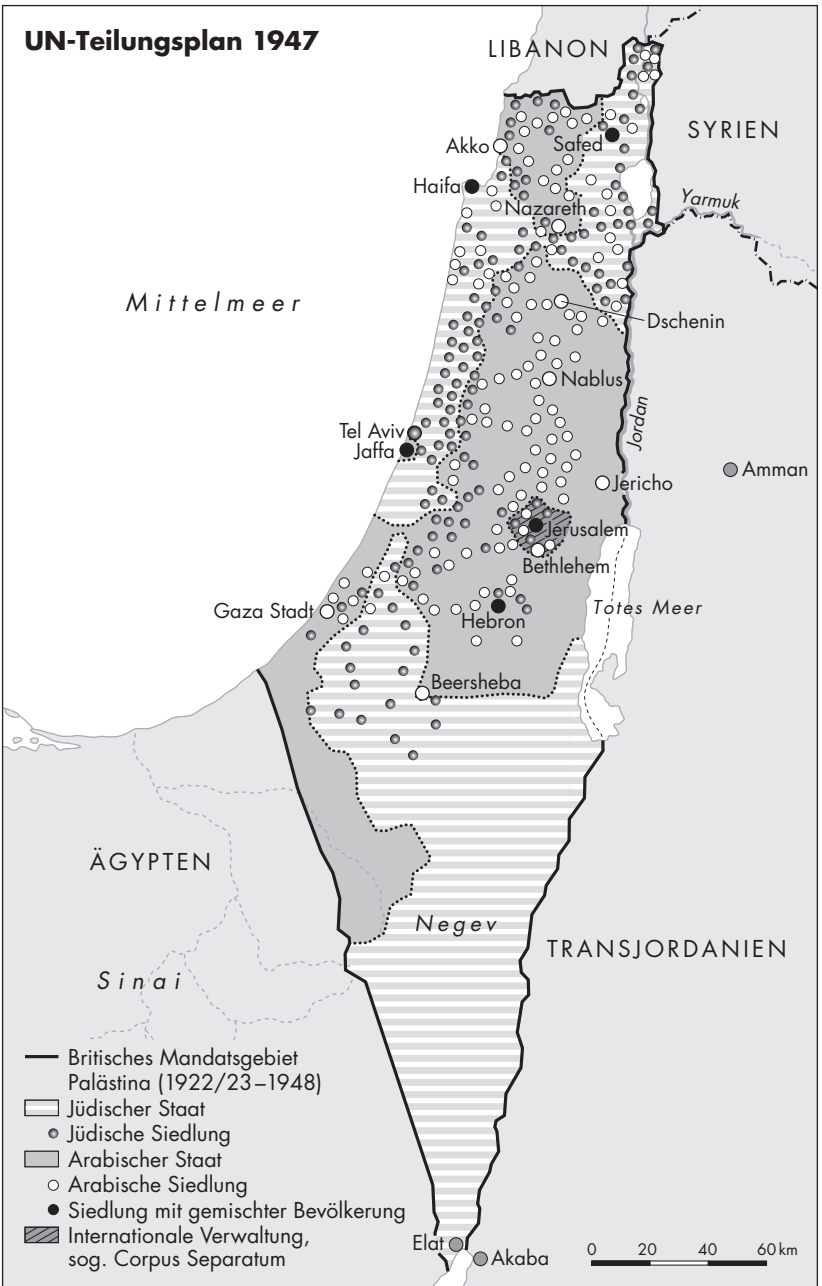 UN-Teilungsplan 1947
LIBANON
SYRIEN
Akko
Safed
Haifa
Yarmuk
Nazareth
Mittelmeer
Dschenin
Nablus
Jordan
Tel Aviv
Jaffa
Amman
Jericho
Jerusalem
Bethlehem
Gaza Stadt
Totes Meer
Hebron
Beersheba
ÄGYPTEN
Negev
TRANSJORDANIEN
Sinai
Britisches Mandatsgebiet
Palästina (1922/23–1948)
Jüdischer Staat
Jüdische Siedlung
Arabischer Staat
Arabische Siedlung
Siedlung mit gemischter Bevölkerung
Internationale Verwaltung,
sog. Corpus Separatum
Elat
Akaba
0 20 40 60 km